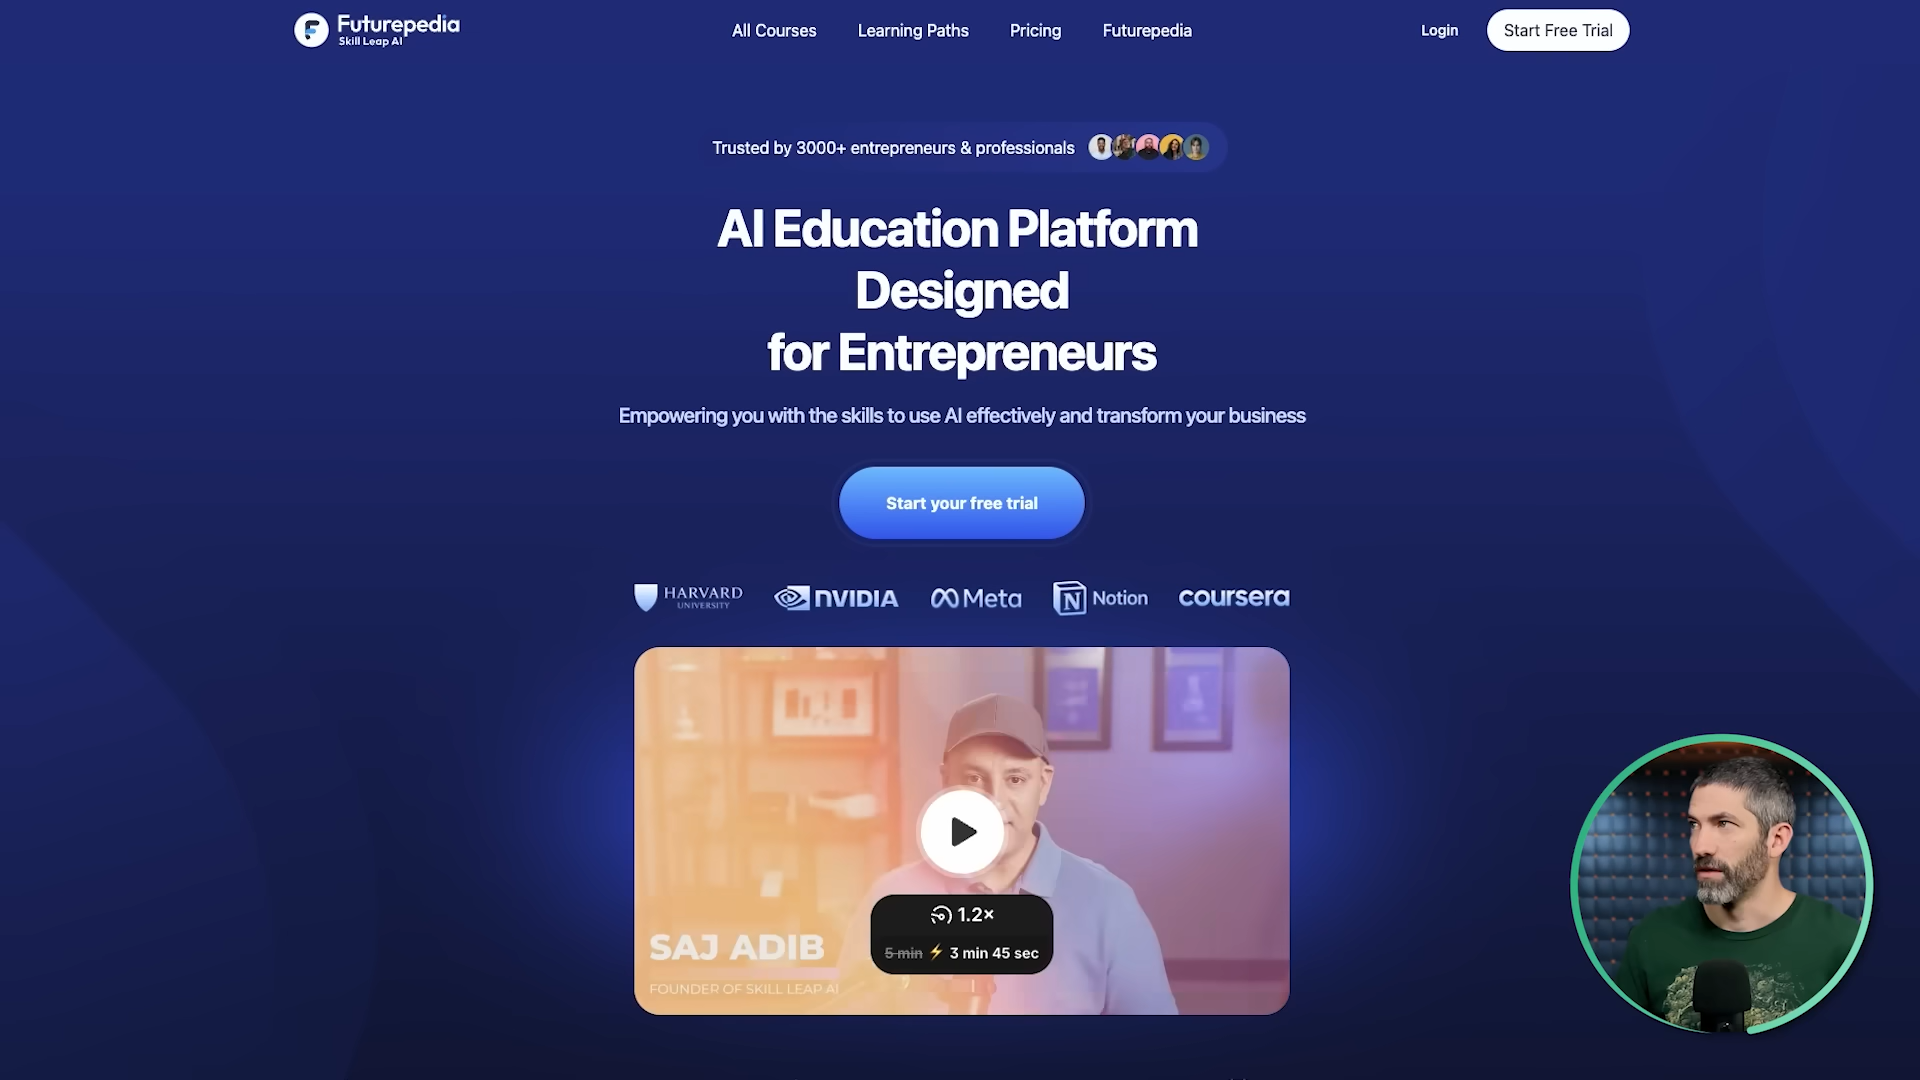 Futurepedia
Skill Leap AI
All Courses
Learning Paths
Pricing
Futurepedia
Login
Start Free Trial
Trusted by 3000+ entrepreneurs & professionals
AI Education Platform
Designed
for Entrepreneurs
Empowering you with the skills to use AI effectively and transform your business
Start your free trial
HARVARD
UNIVERSITY
NVIDIA
Meta
Notion
coursera
1.2×
5 min ⚡ 3 min 45 sec
SAJ ADIB
FOUNDER OF SKILL LEAP AI